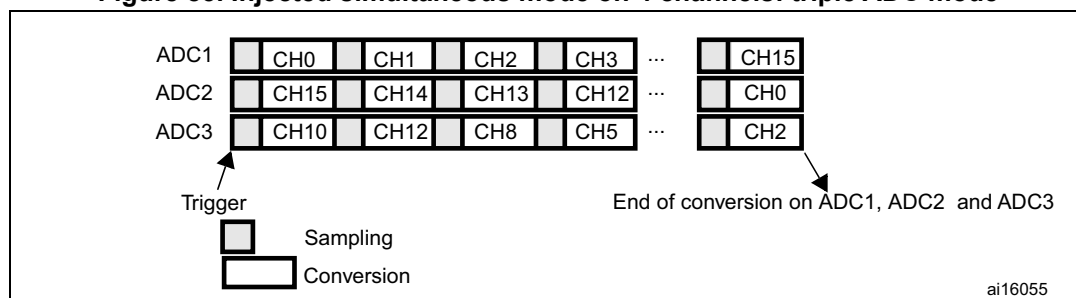 Figure Injected simultaneous mode on 4 channels: triple ADC mode
ADC1 CH0 CH1 CH2 CH3 ... CH15
ADC2 CH15 CH14 CH13 CH12 ... CH0
ADC3 CH10 CH12 CH8 CH5 ... CH2
Trigger
End of conversion on ADC1, ADC2 and ADC3
Sampling
Conversion
ai16055